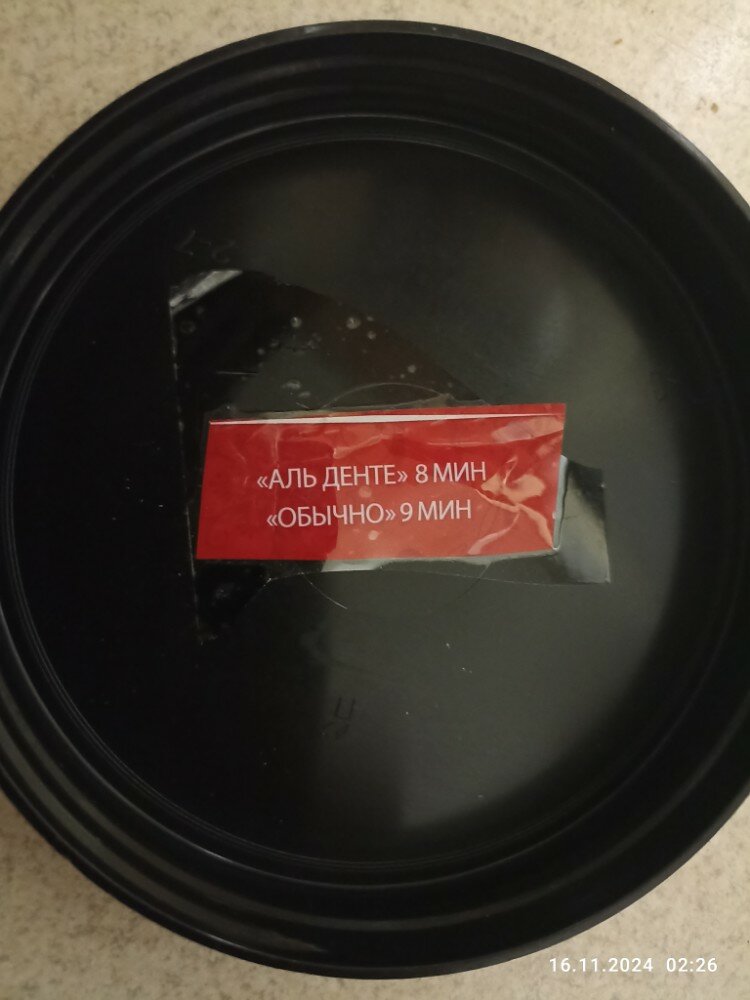 «АЛЬ ДЕНТЕ» 8 МИН
«ОБЫЧНО» 9 МИН
16.11.2024 02:26